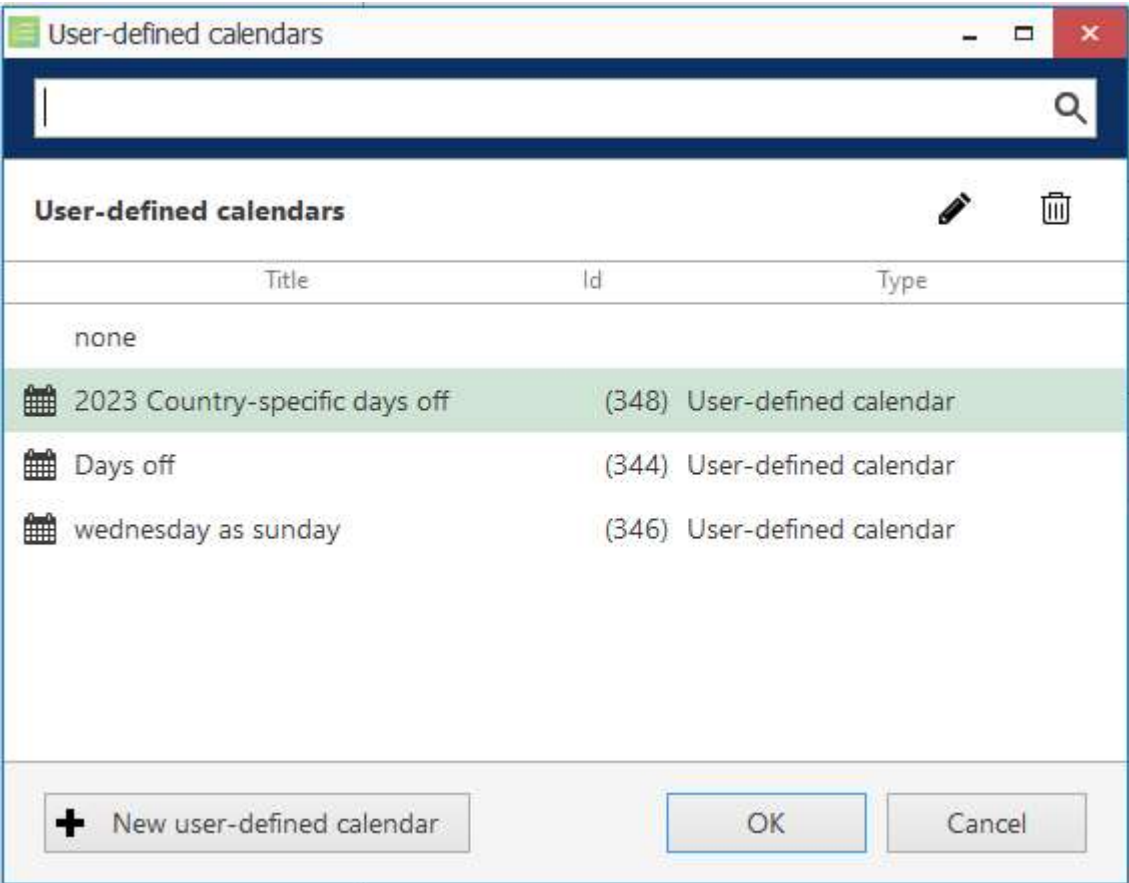 User-defined calendars
User-defined calendars
Title Id Type
none
2023 Country-specific days off (348) User-defined calendar
Days off (344) User-defined calendar
wednesday as sunday (346) User-defined calendar
New user-defined calendar OK Cancel